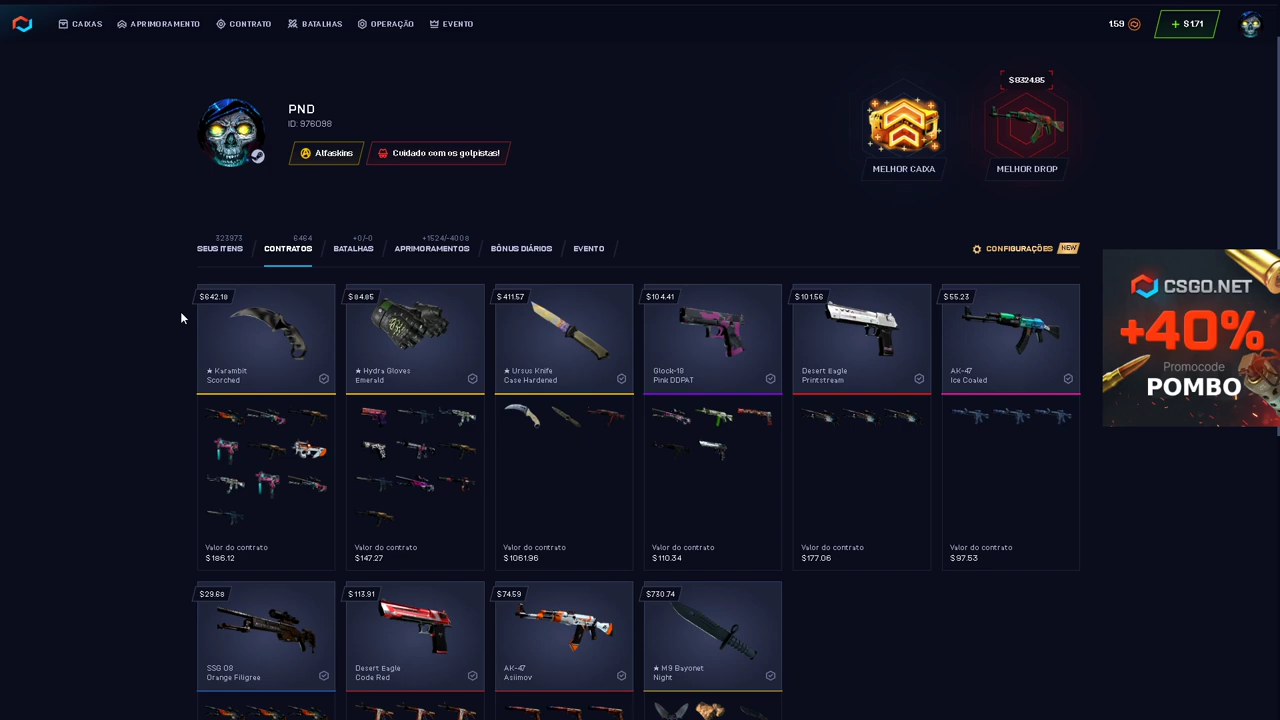 CAIXAS
APRIMORAMENTO
CONTRATO
BATALHAS
OPERAÇÃO
EVENTO
159
+ $ 1.71
PND
ID: 976098
Alfaskins
Cuidado com os golpistas!
$ 8324.85
MELHOR CAIXA
MELHOR DROP
323973
SEUS ITENS
6464
CONTRATOS
+0/-0
BATALHAS
+1524/-4008
APRIMORAMENTOS
BÔNUS DIÁRIOS
EVENTO
CONFIGURAÇÕES NEW
CSGO.NET
+40%
Promocode
POMBO
$ 642.18
★ Karambit
Scorched
Valor do contrato
$ 186.12
$ 84.85
★ Hydra Gloves
Emerald
Valor do contrato
$ 147.27
$ 411.57
★ Ursus Knife
Case Hardened
Valor do contrato
$ 1061.96
$ 104.41
Glock-18
Pink DDPAT
Valor do contrato
$ 110.34
$ 101.56
Desert Eagle
Printstream
Valor do contrato
$ 177.06
$ 55.23
AK-47
Ice Coaled
Valor do contrato
$ 97.53
$ 29.68
SSG 08
Orange Filigree
$ 113.91
Desert Eagle
Code Red
$ 74.59
AK-47
Asiimov
$ 730.74
★ M9 Bayonet
Night